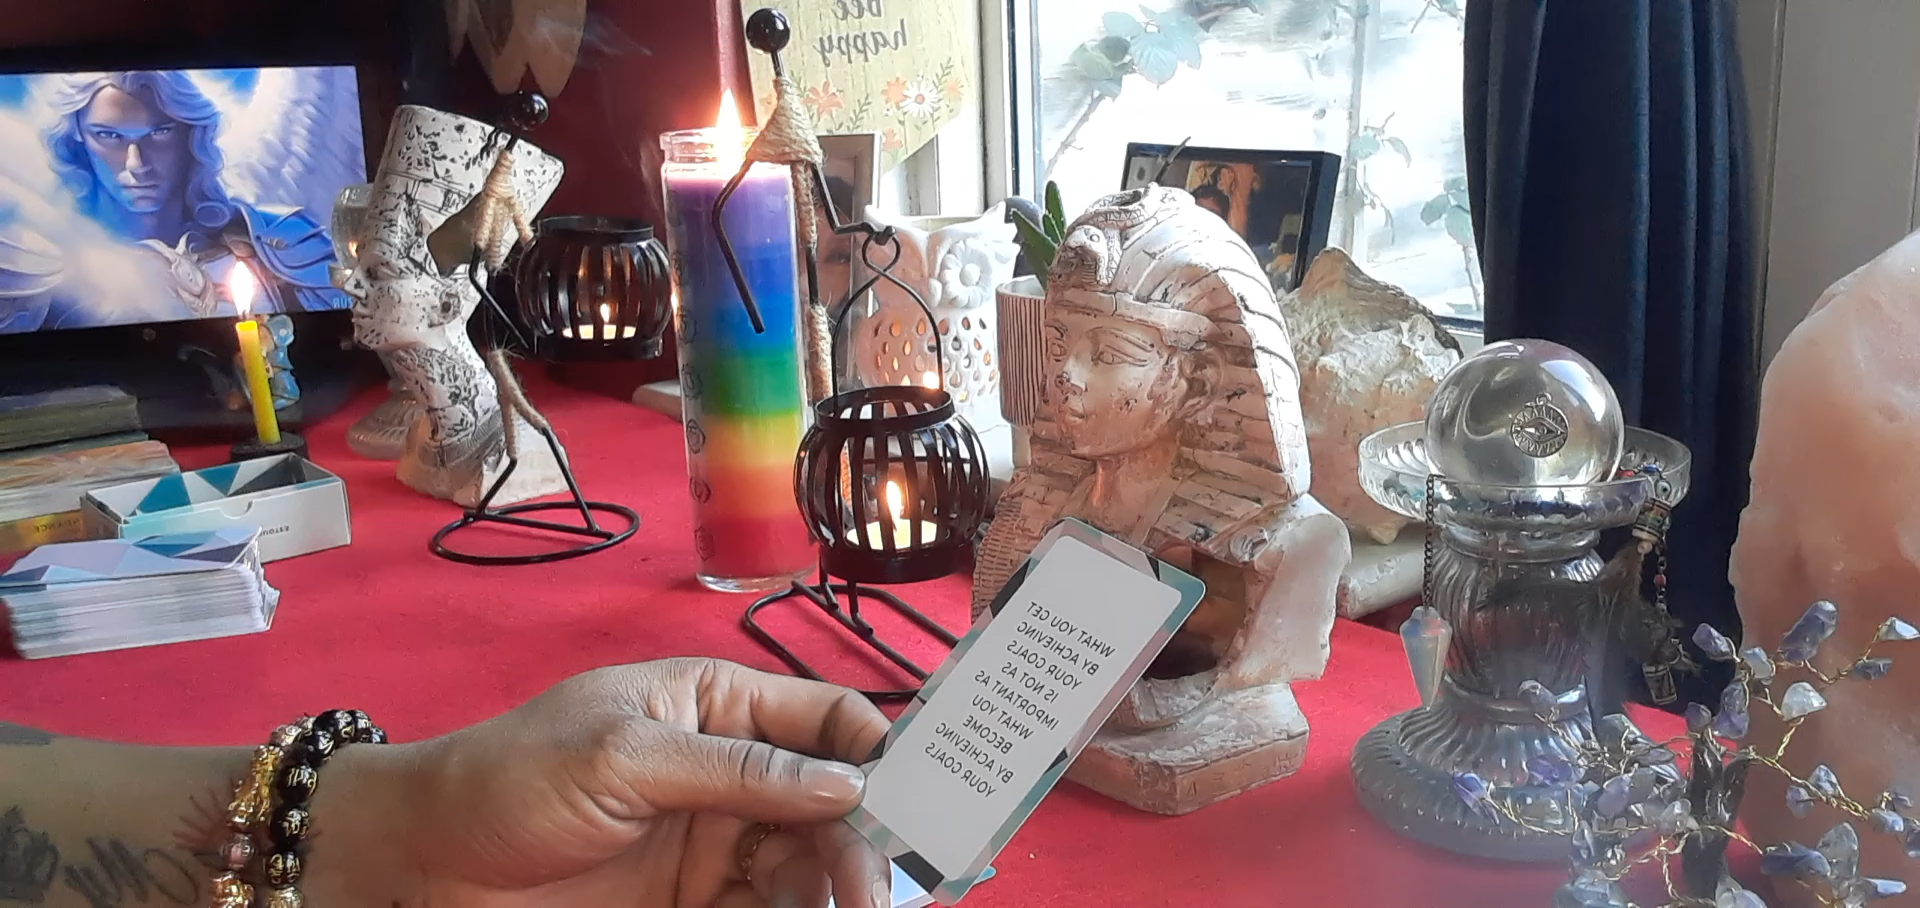 bee
happy
WHAT YOU GET
BY ACHIEVING
YOUR GOALS
IS NOT AS
IMPORTANT AS
WHAT YOU
BECOME
BY ACHIEVING
YOUR GOALS